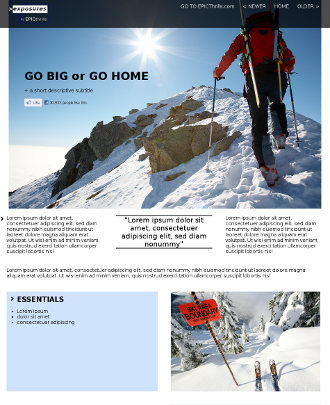 exposures
by EPICthrills
GO TO EPICThrills.com
< NEWER
HOME
OLDER >
GO BIG or GO HOME
+ a short descriptive subtitle
Like
people like this
Lorem ipsum dolor sit amet,
consectetuer adipiscing elit, sed diam
nonummy nibh euismod tincidunt ut
laoreet dolore magna aliquam erat
volutpat. Ut wisi enim ad minim veniam,
quis nostrud exerci tation ullamcorper
suscipit lobortis nisl
"Lorem ipsum dolor sit
amet, consectetuer
adipiscing elit, sed diam
nonummy"
Lorem ipsum dolor sit amet,
consectetuer adipiscing elit, sed diam
nonummy nibh euismod tincidunt ut
laoreet dolore magna aliquam erat
volutpat. Ut wisi enim ad minim veniam,
quis nostrud exerci tation ullamcorper
suscipit lobortis nisl
Lorem ipsum dolor sit amet, consectetuer adipiscing elit, sed diam nonummy nibh euismod tincidunt ut laoreet dolore magna
aliquam erat volutpat. Ut wisi enim ad minim veniam, quis nostrud exerci tation ullamcorper suscipit lobortis nisl
> ESSENTIALS
• Lorem ipsum
• dolor sit amet
• consectetuer adipiscing
SKI AREA
BOUNDARY